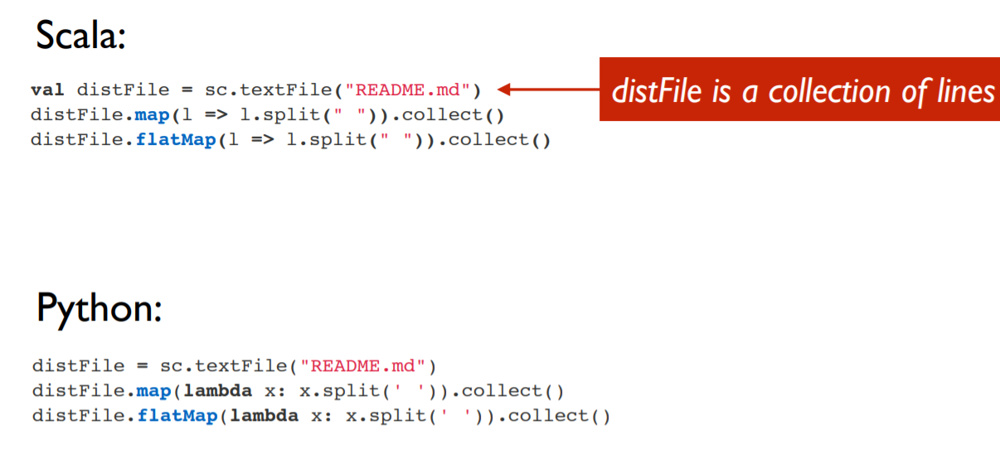 Scala:
val distFile = sc.textFile("README.md")
distFile is a collection of lines
distFile.map(l => l.split(" ")).collect()
distFile.flatMap(l => l.split(" ")).collect()
Python:
distFile = sc.textFile("README.md")
distFile.map(lambda x: x.split(' ')).collect()
distFile.flatMap(lambda x: x.split(' ')).collect()